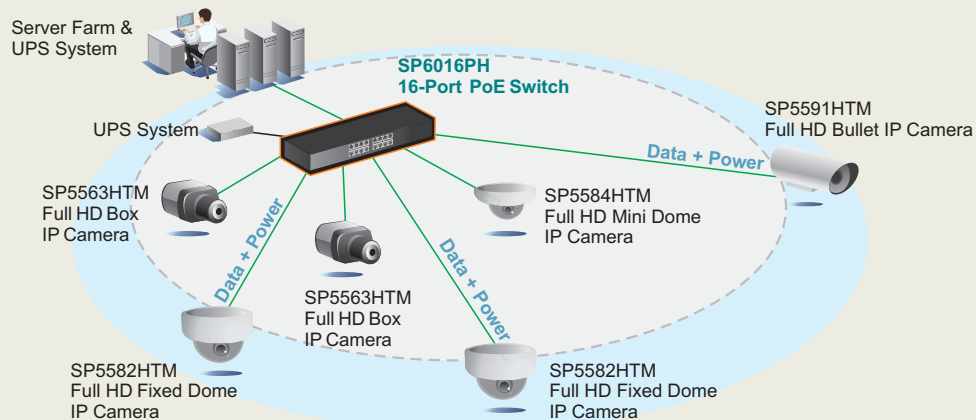 Server Farm &
UPS System
SP6016PH
16-Port PoE Switch
UPS System
SP5591HTM
Full HD Bullet IP Camera
Data + Power
SP5563HTM
Full HD Box
IP Camera
SP5584HTM
Full HD Mini Dome
IP Camera
Data + Power
Data + Power
SP5563HTM
Full HD Box
IP Camera
SP5582HTM
Full HD Fixed Dome
IP Camera
SP5582HTM
Full HD Fixed Dome
IP Camera